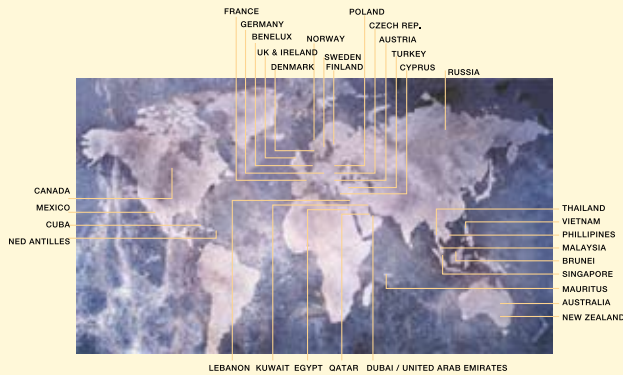 FRANCE
GERMANY
BENELUX
UK & IRELAND
DENMARK
NORWAY
SWEDEN
FINLAND
POLAND
CZECH REP.
AUSTRIA
TURKEY
CYPRUS
RUSSIA
CANADA
MEXICO
CUBA
NED ANTILLES
THAILAND
VIETNAM
PHILLIPINES
MALAYSIA
BRUNEI
SINGAPORE
MAURITUS
AUSTRALIA
NEW ZEALAND
LEBANON KUWAIT EGYPT QATAR DUBAI / UNITED ARAB EMIRATES